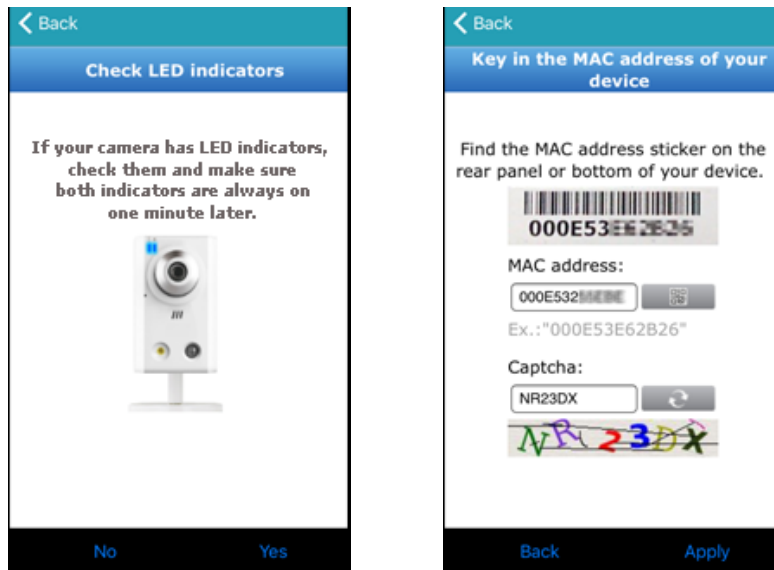 Back
Check LED indicators
If your camera has LED indicators,
check them and make sure
both indicators are always on
one minute later.
No
Yes
Back
Key in the MAC address of your
device
Find the MAC address sticker on the
rear panel or bottom of your device.
000E53
MAC address:
000E532
Ex.:"000E53E62B26"
Captcha:
NR23DX
NR23DX
Back
Apply